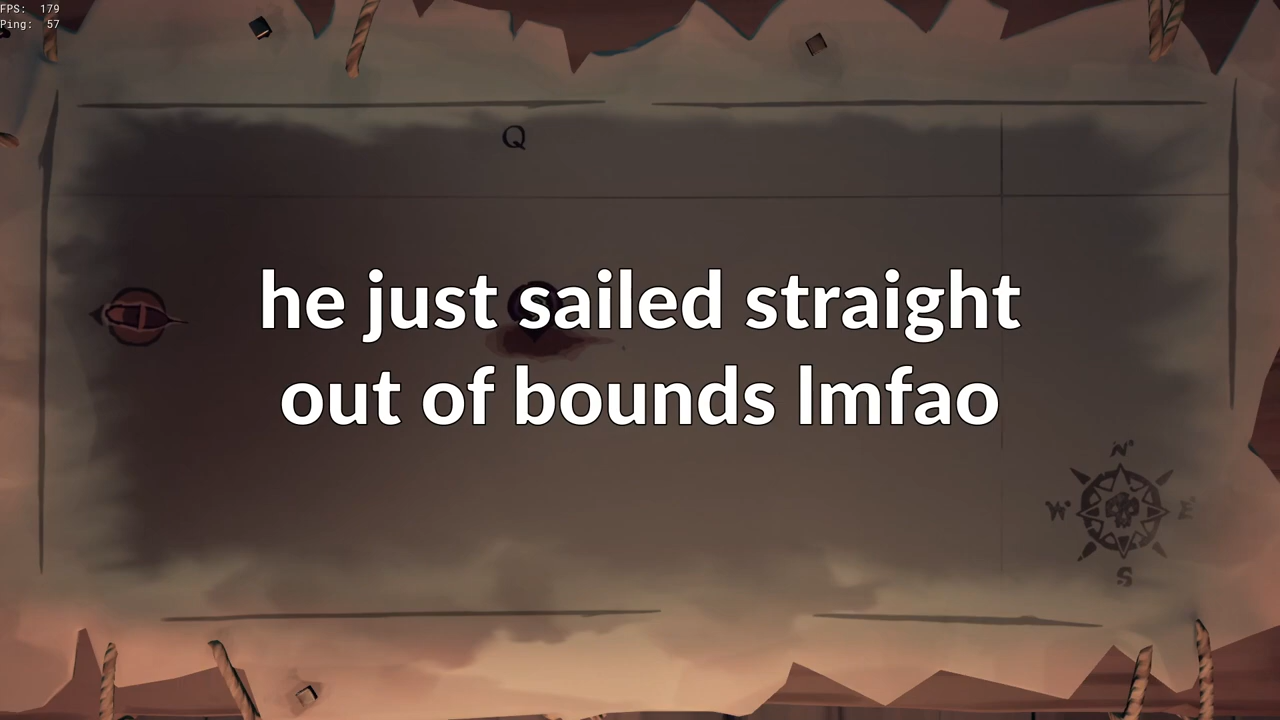 FPS: 179
Ping: 57
Q
he just sailed straight
out of bounds lmfao
N
W E
S